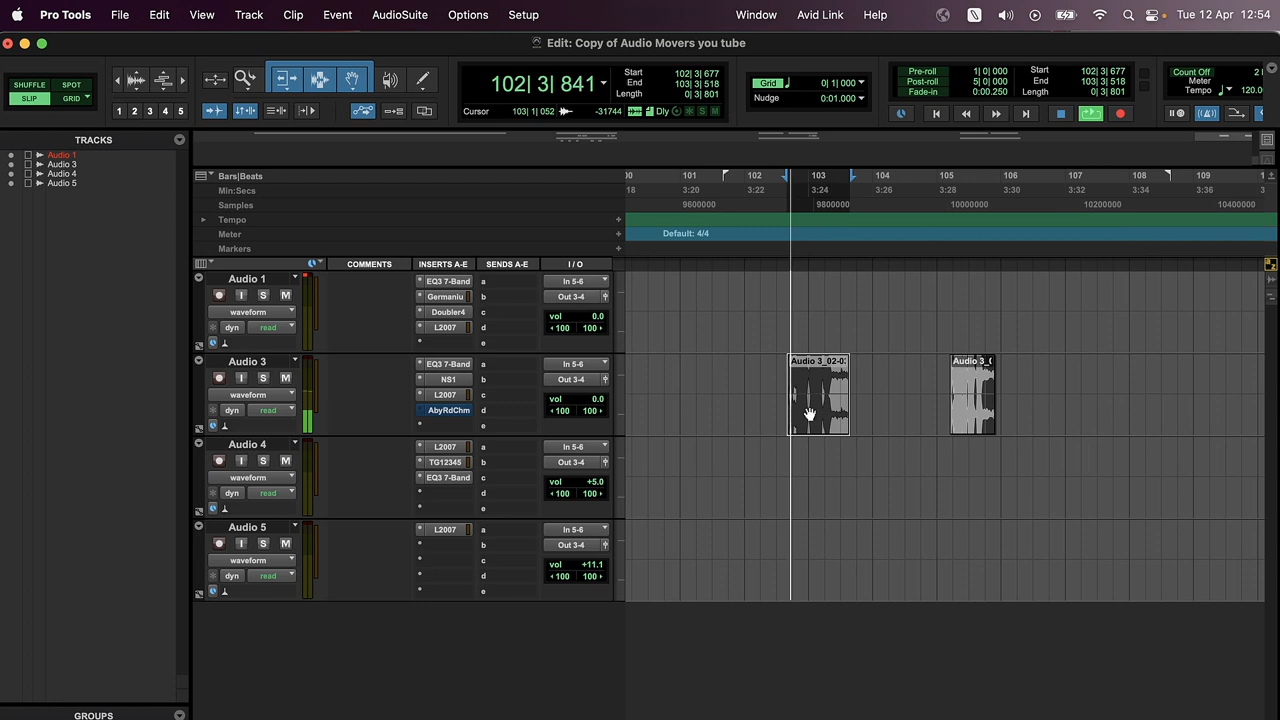 Pro Tools File Edit View Track Clip Event AudioSuite Options Setup Window Avid Link Help Tue 12 Apr 12:54
Edit: Copy of Audio Movers you tube
SHUFFLE SPOT
SLIP GRID
1 2 3 4 5
102| 3| 841
Start 102| 3| 677
End 103| 3| 518
Length 0| 3| 801
Cursor 103| 1| 052 -31744 Dly S M
Grid 0| 1| 000
Nudge 0:01.000
Pre-roll 1| 0| 000
Post-roll 5| 0| 000
Fade-in 0:00.250
Start 102| 3| 677
End 103| 3| 518
Length 0| 3| 801
Count Off 2
Meter
Tempo 120.0
TRACKS
Audio 1
Audio 3
Audio 4
Audio 5
Bars|Beats 101 102 103 104 105 106 107 108 109
Min:Secs 3:20 3:22 3:24 3:26 3:28 3:30 3:32 3:34 3:36
Samples 9600000 9800000 10000000 10200000 10400000
Tempo
Meter Default: 4/4
Markers
COMMENTS INSERTS A-E SENDS A-E I / O
Audio 1 EQ3 7-Band a In 5-6
I S M Germaniu b Out 3-4
waveform Doubler4 c vol 0.0
dyn read L2007 d 100 100
e
Audio 3 EQ3 7-Band a In 5-6
I S M NS1 b Out 3-4
waveform L2007 c vol 0.0
dyn read AbyRdChm d 100 100
e
Audio 3_02-0
Audio 4 L2007 a In 5-6
I S M TG12345 b Out 3-4
waveform EQ3 7-Band c vol +5.0
dyn read d 100 100
e
Audio 5 L2007 a In 5-6
I S M b Out 3-4
waveform c vol +11.1
dyn read d 100 100
e
GROUPS